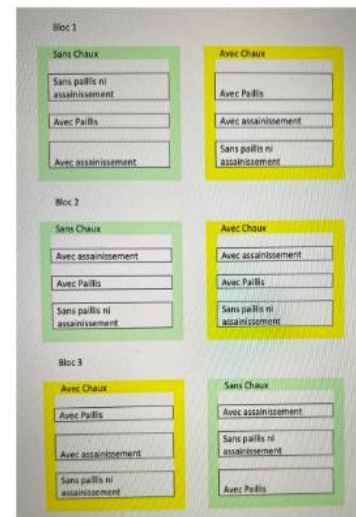 Bloc 1
Sans Chaux
Sans paillis ni
assainissement
Avec Paillis
Avec assainissement
Avec Chaux
Avec Paillis
Avec assainissement
Sans paillis ni
assainissement
Bloc 2
Sans Chaux
Avec assainissement
Avec Paillis
Sans paillis ni
assainissement
Avec Chaux
Avec assainissement
Avec Paillis
Sans paillis ni
assainissement
Bloc 3
Avec Chaux
Avec Paillis
Avec assainissement
Sans paillis ni
assainissement
Sans Chaux
Avec assainissement
Sans paillis ni
assainissement
Avec Paillis